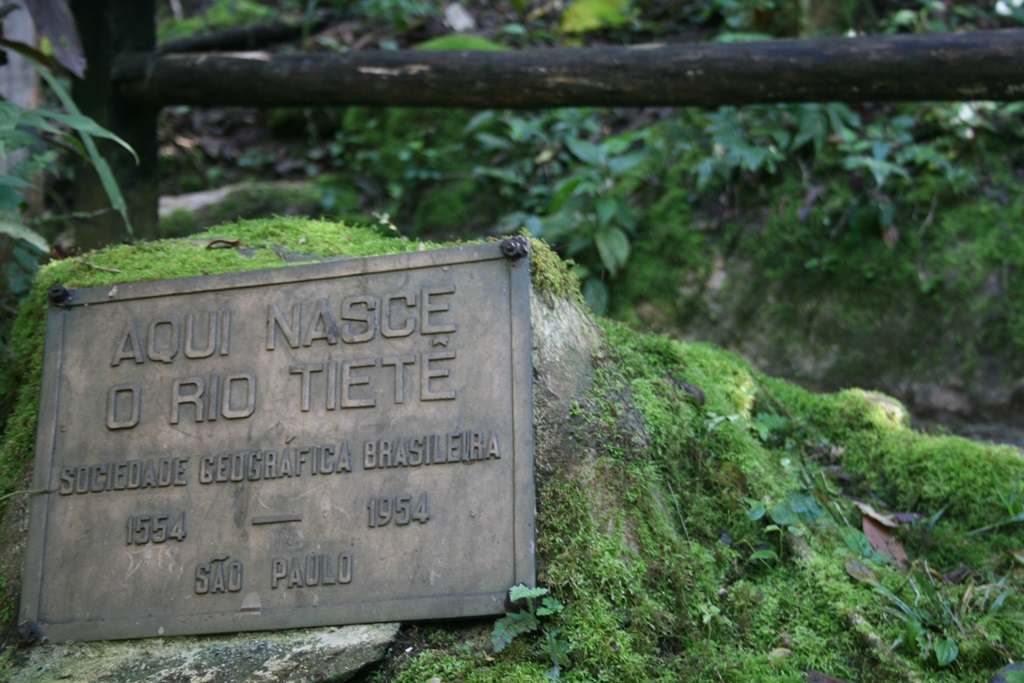 AQUI NASCE
O RIO TIETÊ
SOCIEDADE GEOGRÁFICA BRASILEIRA
1554 — 1954
SÃO PAULO